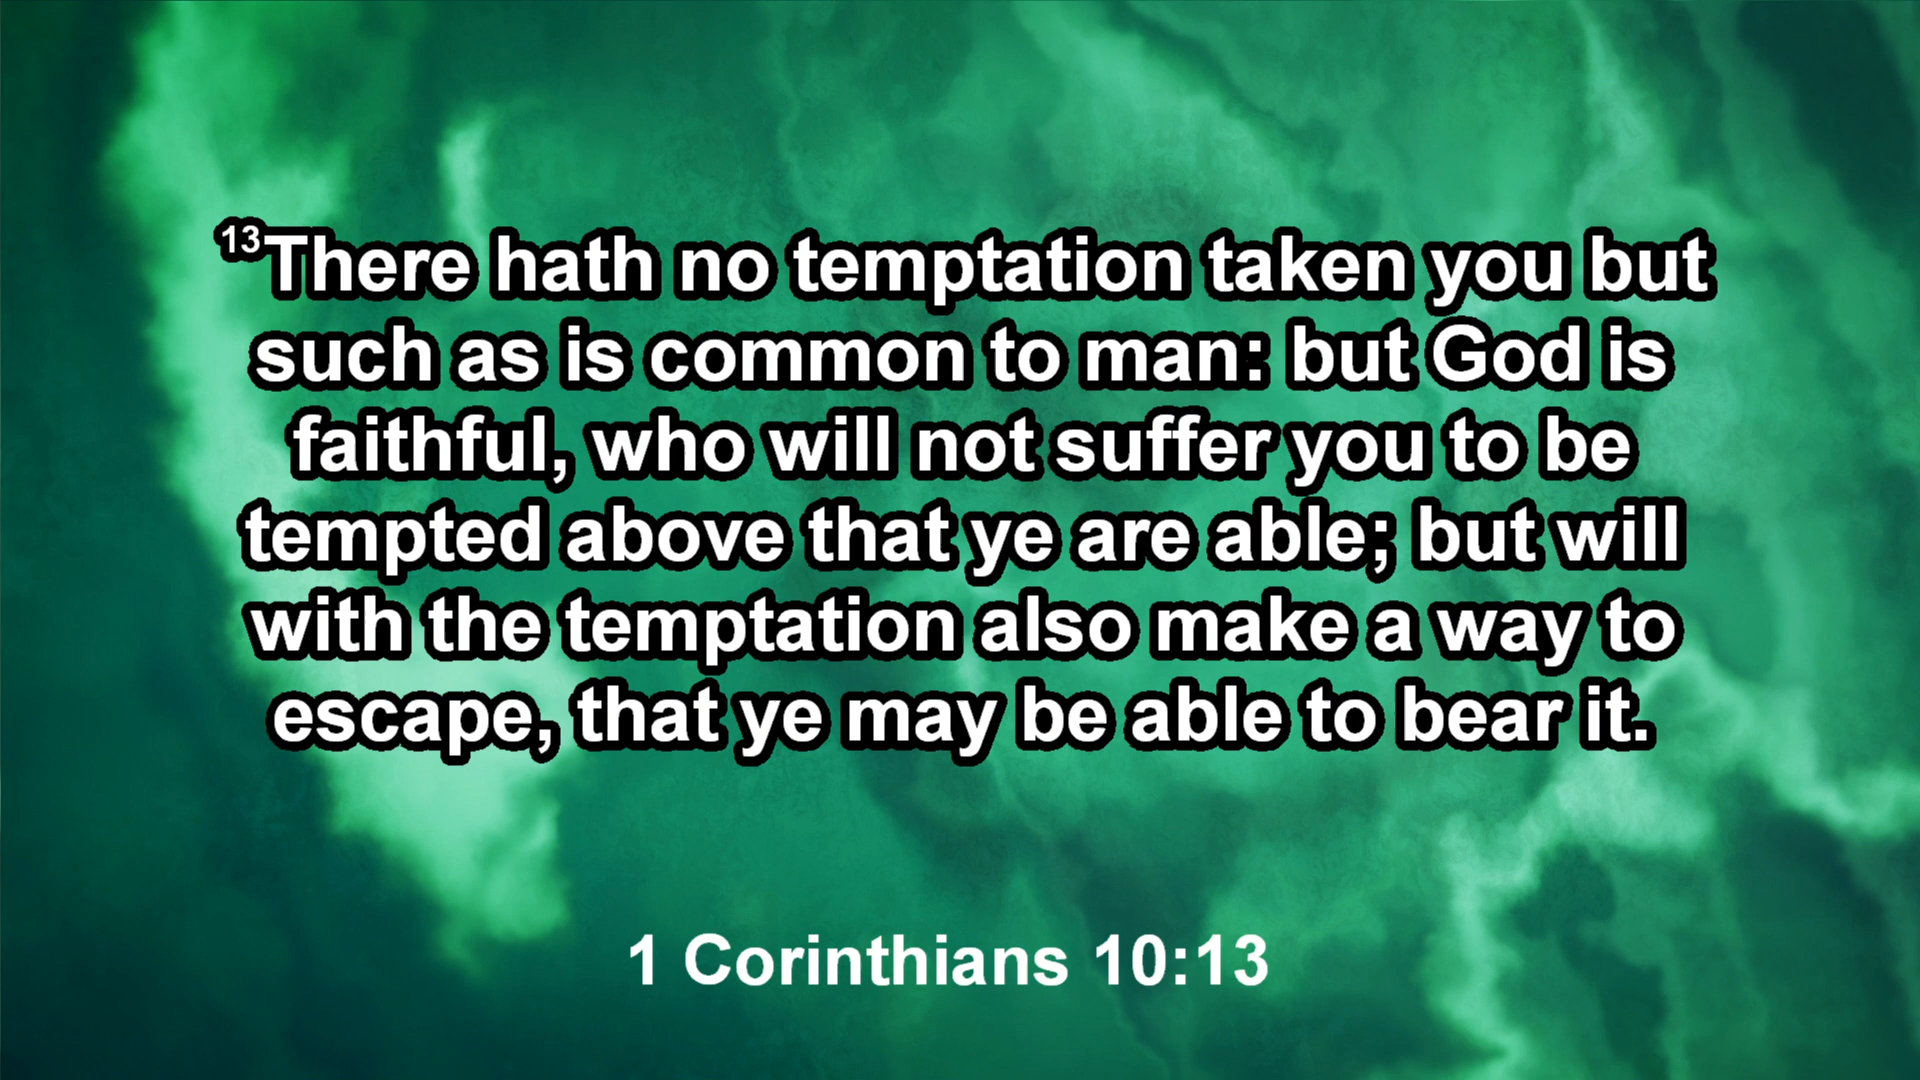 ¹³There hath no temptation taken you but
such as is common to man: but God is
faithful, who will not suffer you to be
tempted above that ye are able; but will
with the temptation also make a way to
escape, that ye may be able to bear it.
1 Corinthians 10:13